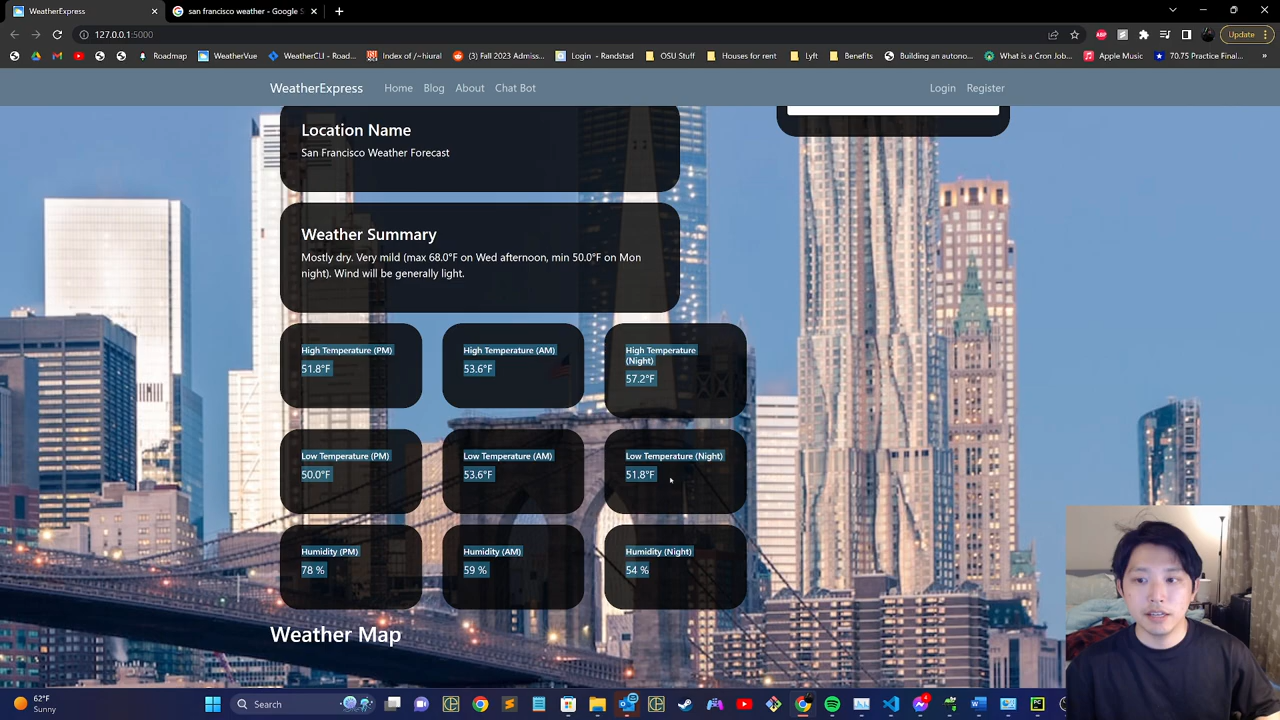 WeatherExpress
san francisco weather - Google S
127.0.0.1:5000
Update
Roadmap
WeatherVue
WeatherCLI - Road...
Index of /~hiural
(3) Fall 2023 Admiss...
Login - Randstad
OSU Stuff
Houses for rent
Lyft
Benefits
Building an autono...
What is a Cron Job...
Apple Music
70.75 Practice Final...
WeatherExpress
Home
Blog
About
Chat Bot
Login
Register
Location Name
San Francisco Weather Forecast
Weather Summary
Mostly dry. Very mild (max 68.0°F on Wed afternoon, min 50.0°F on Mon
night). Wind will be generally light.
High Temperature (PM)
51.8°F
High Temperature (AM)
53.6°F
High Temperature
(Night)
57.2°F
Low Temperature (PM)
50.0°F
Low Temperature (AM)
53.6°F
Low Temperature (Night)
51.8°F
Humidity (PM)
78 %
Humidity (AM)
59 %
Humidity (Night)
54 %
Weather Map
62°F
Sunny
Search